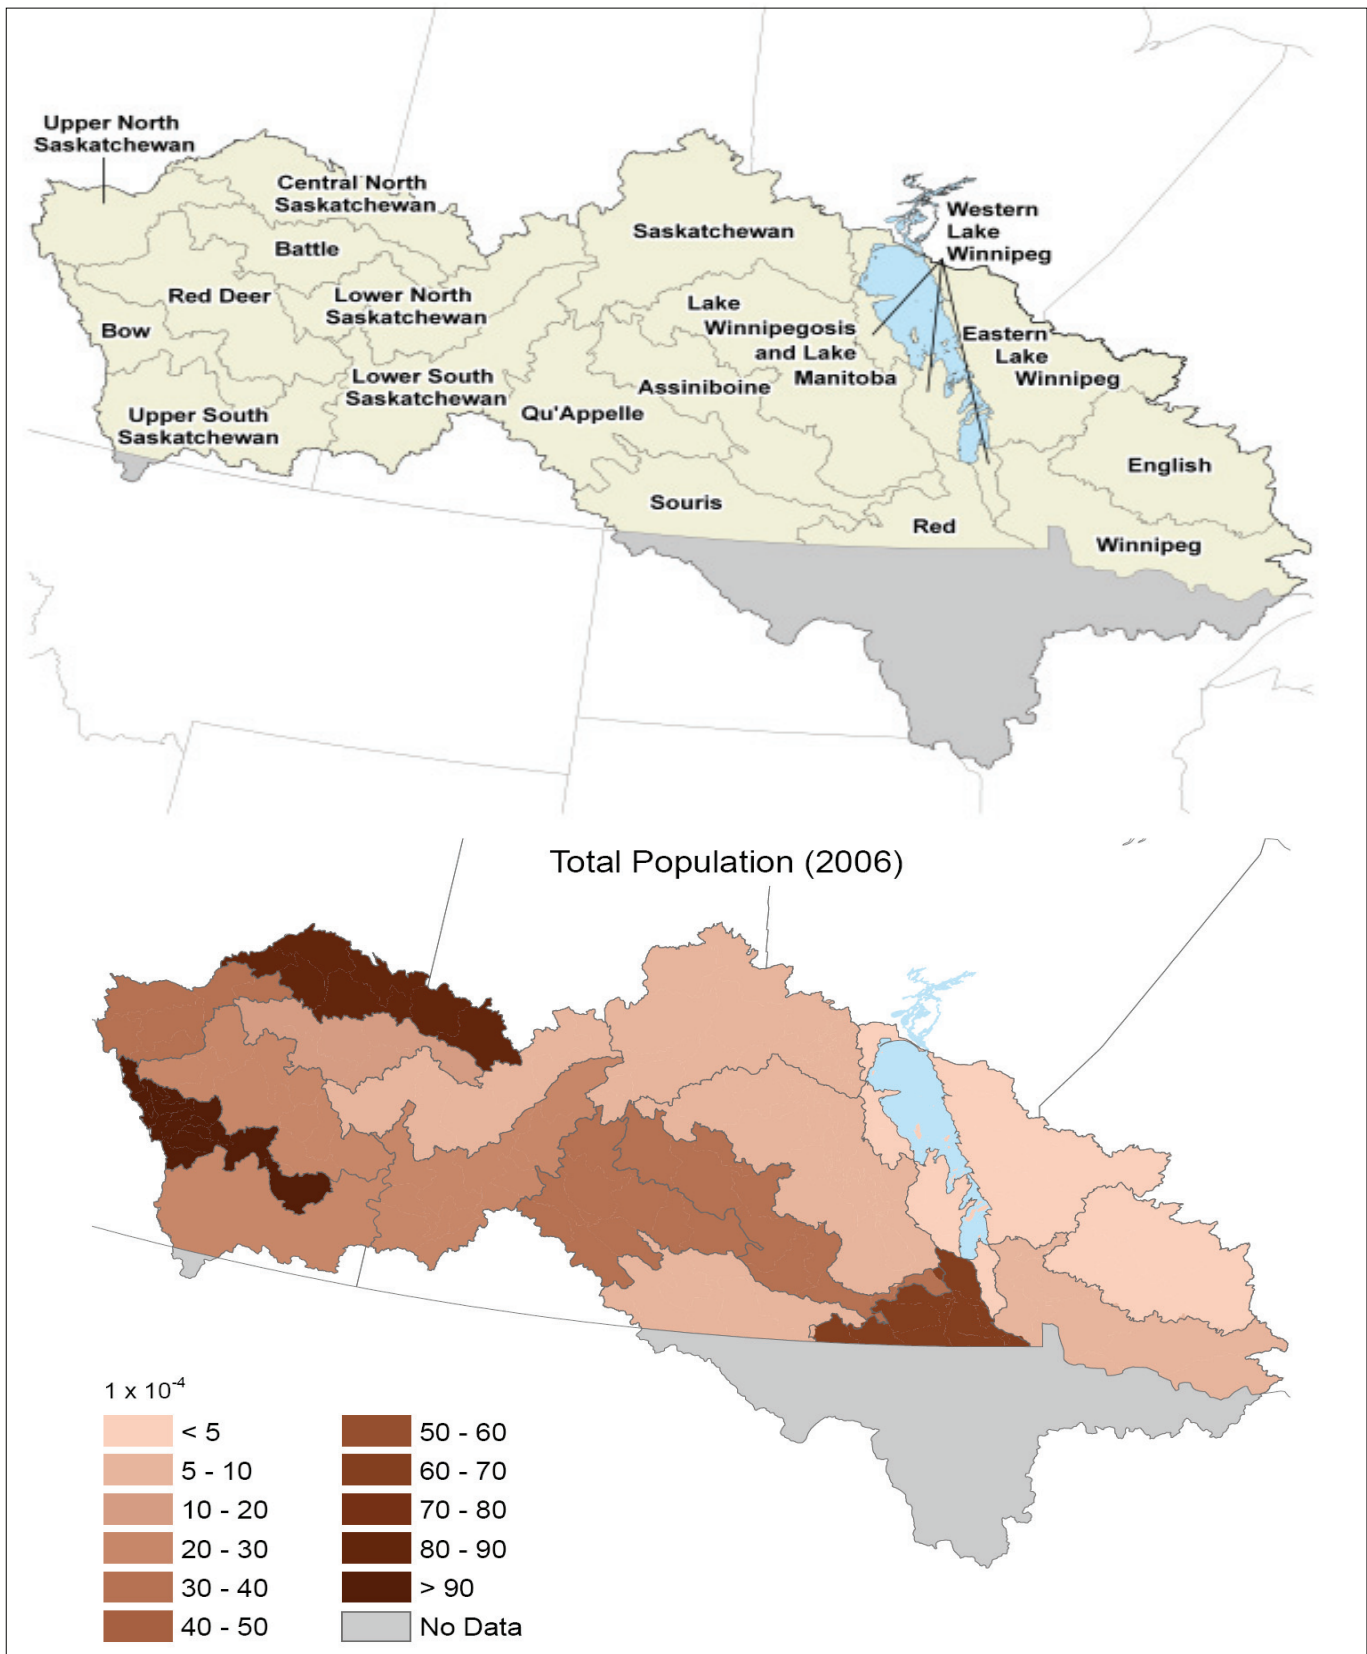 Upper North
Saskatchewan
Central North
Saskatchewan
Battle
Saskatchewan
Western
Lake
Winnipeg
Red Deer
Lower North
Saskatchewan
Bow
Lake
Winnipegosis
and Lake
Manitoba
Eastern
Lake
Winnipeg
Lower South
Saskatchewan
Assiniboine
Qu'Appelle
Upper South
Saskatchewan
English
Souris
Red
Winnipeg
Total Population (2006)
1 x 10⁻⁴
< 5
5 - 10
10 - 20
20 - 30
30 - 40
40 - 50
50 - 60
60 - 70
70 - 80
80 - 90
> 90
No Data